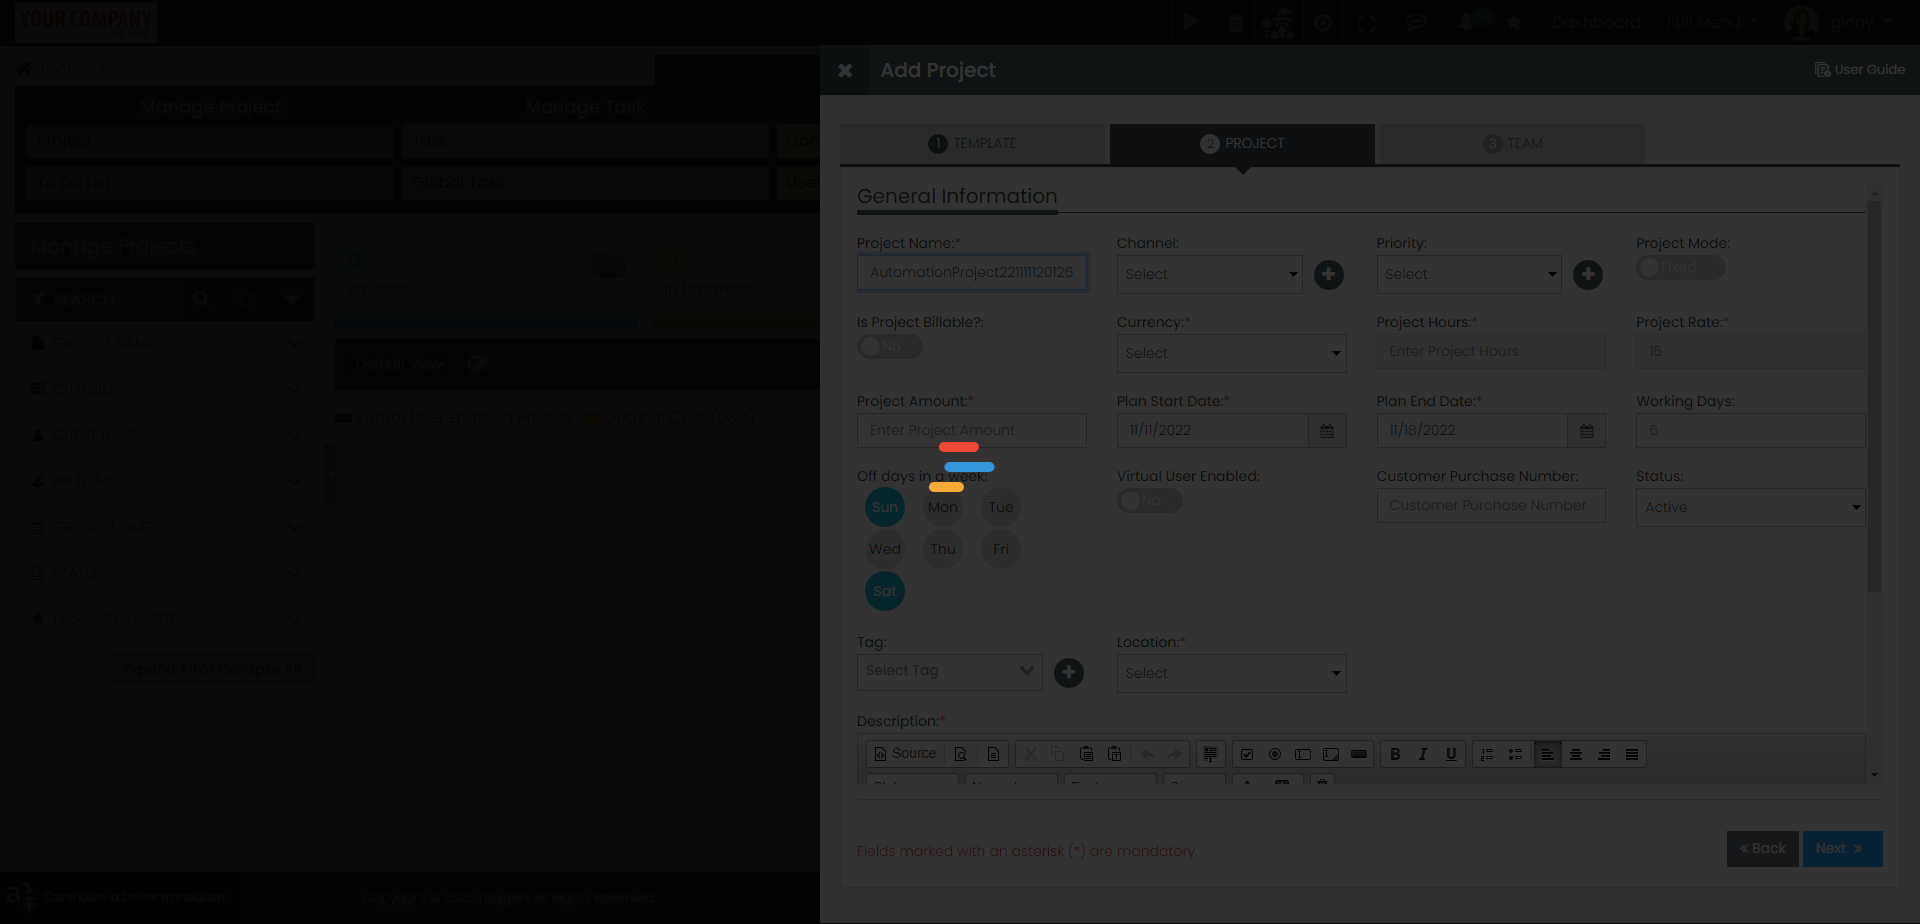 YOUR COMPANY
Dashboard
Full Menu
ginny
Home
Projects
Add Project
User Guide
Manage Project
Manage Task
Project
Task
Con
To Do List
Global Task
User
1 TEMPLATE
2 PROJECT
3 TEAM
General Information
Manage Projects
SEARCH
PROJECT NAME
CHANNEL
CLIENT NAME
PM NAME
PROJECT DATE
STATUS
MARK AS FAVORITE
Expand All or Collapse All
0
Projects
0
In Progress
Default View
Virtual User Enabled Project
Original Cost (USD)
Project Name:*
Channel:
Priority:
Project Mode:
AutomationProject221111120126
Select
Select
Fixed
Is Project Billable?:
Currency:*
Project Hours:*
Project Rate:*
No
Select
Enter Project Hours
15
Project Amount:*
Plan Start Date:*
Plan End Date:*
Working Days:
Enter Project Amount
11/11/2022
11/18/2022
6
Off days in a week:
Virtual User Enabled:
Customer Purchase Number:
Status:
Sun Mon Tue
No
Customer Purchase Number
Active
Wed Thu Fri
Sat
Tag:
Location:*
Select Tag
Select
Description:*
Source
B I U
Fields marked with an asterisk (*) are mandatory.
« Back
Next »
Contribute a better translation
Copyright © 2022 Talygen. All Rights Reserved.